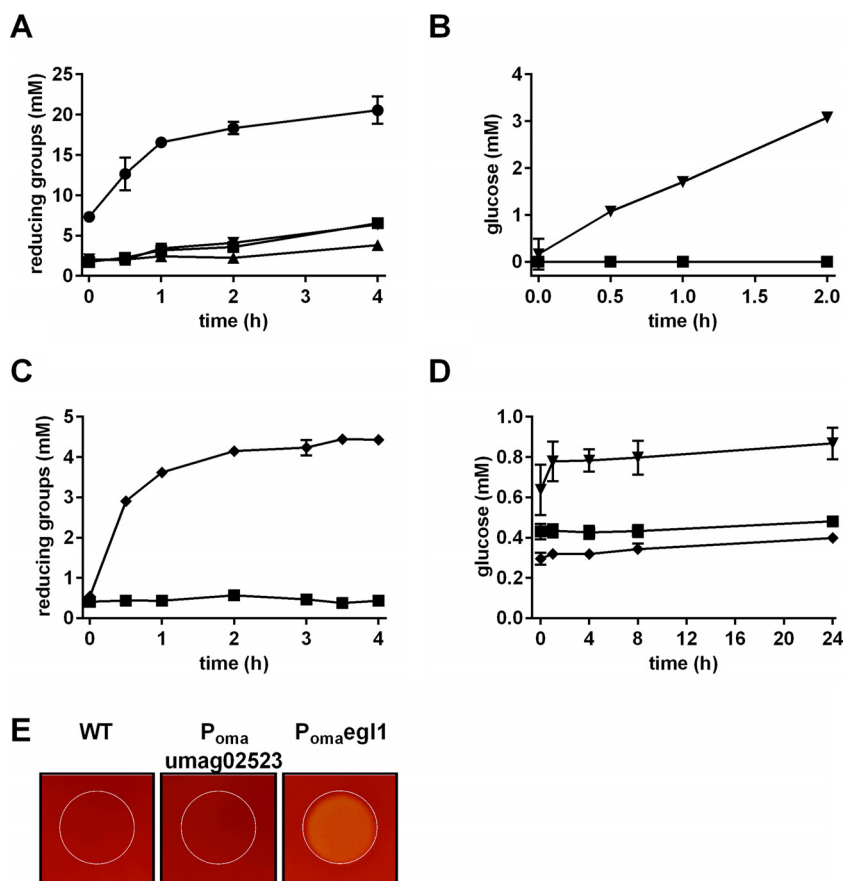 A
B
25
20
15
10
5
0
reducing groups (mM)
0 1 2 3 4
time (h)
4
3
2
1
0
glucose (mM)
0.0 0.5 1.0 1.5 2.0
time (h)
C
D
5
4
3
2
1
0
reducing groups (mM)
0 1 2 3 4
time (h)
1.0
0.8
0.6
0.4
0.2
0.0
glucose (mM)
0 4 8 12 16 20 24
time (h)
E
WT
Poma
umag02523
Pomaegl1